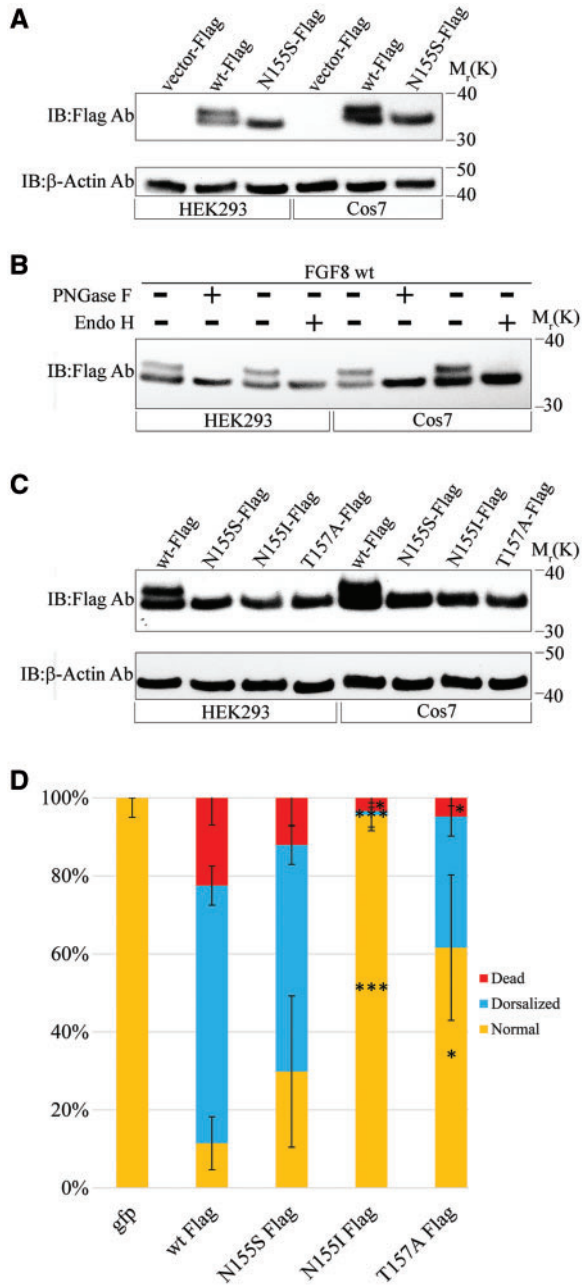 A
vector-Flag wt-Flag N155S-Flag vector-Flag wt-Flag N155S-Flag
Mr(K)
IB:Flag Ab
40
30
IB:β-Actin Ab
50
40
HEK293 Cos7
B
FGF8 wt
PNGase F - + - - - + - -
Endo H - - - + - - - + Mr(K)
IB:Flag Ab
40
30
HEK293 Cos7
C
wt-Flag N155S-Flag N155I-Flag T157A-Flag wt-Flag N155S-Flag N155I-Flag T157A-Flag
Mr(K)
IB:Flag Ab
40
30
IB:β-Actin Ab
50
40
HEK293 Cos7
D
100%
80%
60%
40%
20%
0%
*
***
*
***
*
Dead
Dorsalized
Normal
gfp wt Flag N155S Flag N155I Flag T157A Flag